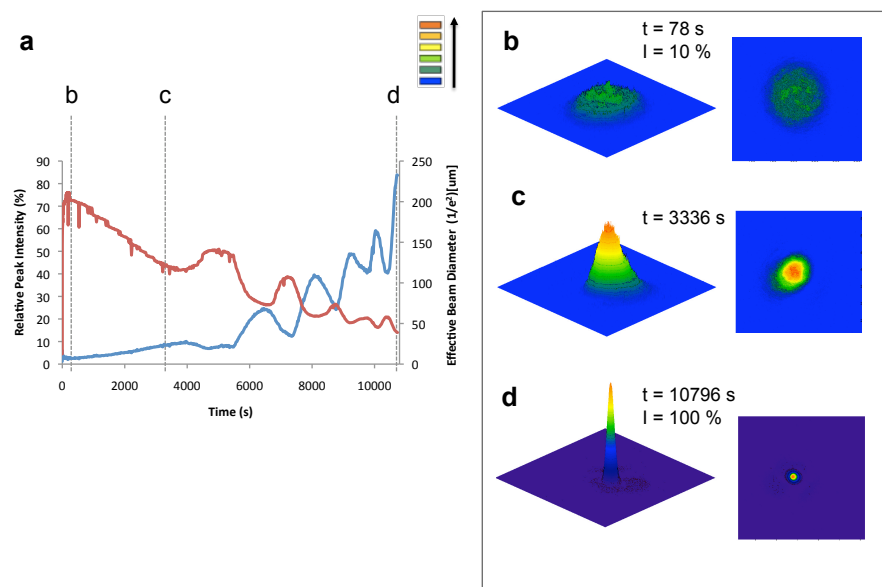 a
b
c
d
90
80
70
60
50
40
30
20
10
0
Relative Peak Intensity (%)
250
200
150
100
50
0
Effective Beam Diameter (1/e²)[um]
0
2000
4000
6000
8000
10000
Time (s)
b
t = 78 s
I = 10 %
c
t = 3336 s
d
t = 10796 s
I = 100 %